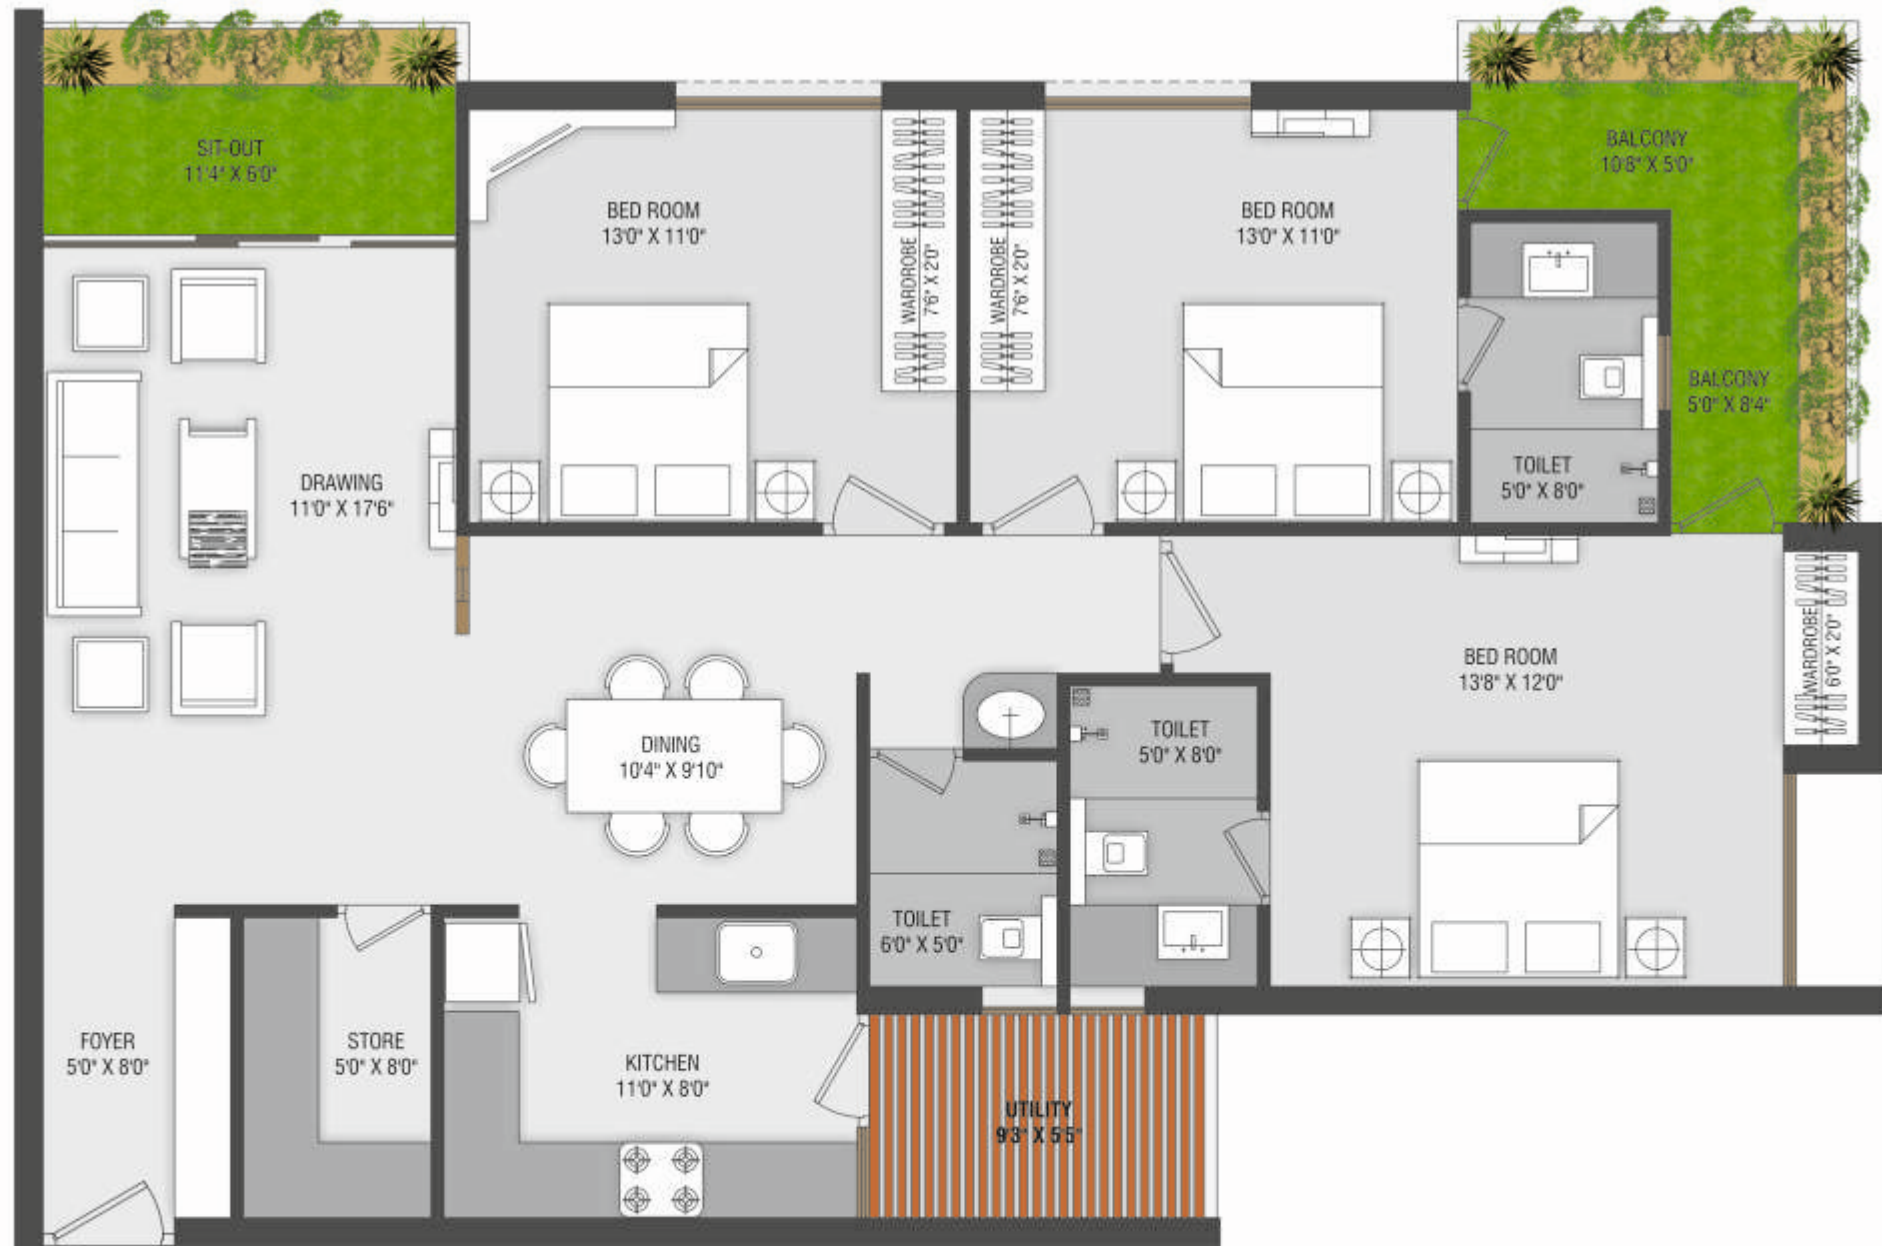 SIT-OUT
11'4" X 6'0"
BALCONY
10'8" X 5'0"
BED ROOM
13'0" X 11'0"
WARDROBE
7'6" X 2'0"
WARDROBE
7'6" X 2'0"
BED ROOM
13'0" X 11'0"
BALCONY
5'0" X 8'4"
DRAWING
11'0" X 17'6"
TOILET
5'0" X 8'0"
BED ROOM
13'8" X 12'0"
WARDROBE
6'0" X 2'0"
DINING
10'4" X 9'10"
TOILET
5'0" X 8'0"
TOILET
6'0" X 5'0"
FOYER
5'0" X 8'0"
STORE
5'0" X 8'0"
KITCHEN
11'0" X 8'0"
UTILITY
9'3" X 5'5"